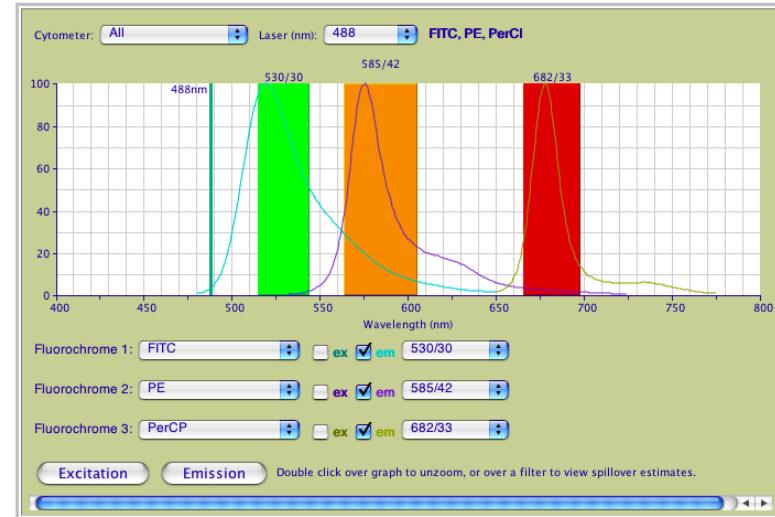 Cytometer: All Laser (nm): 488 FITC, PE, PerCl
585/42
530/30 682/33
488nm
100
80
60
40
20
0
400 450 500 550 600 650 700 750 800
Wavelength (nm)
Fluorochrome 1: FITC ex em 530/30
Fluorochrome 2: PE ex em 585/42
Fluorochrome 3: PerCP ex em 682/33
Excitation Emission Double click over graph to unzoom, or over a filter to view spillover estimates.